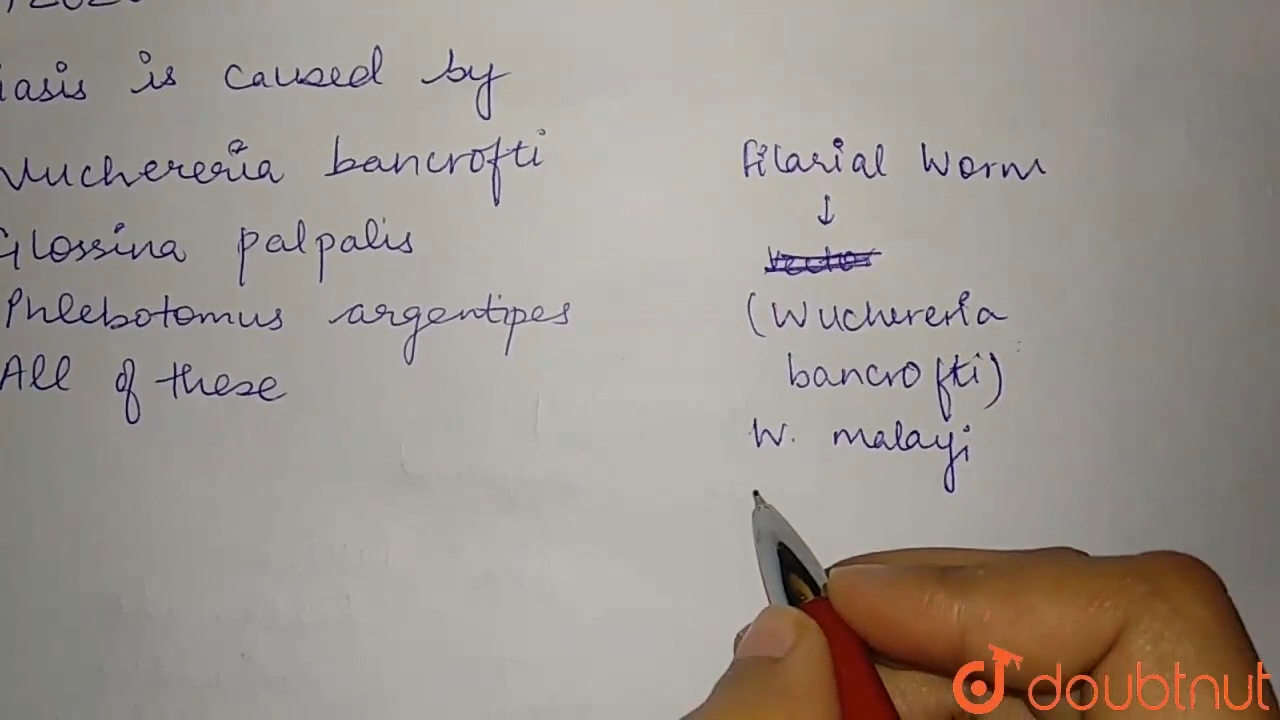 iasis is caused by
Wuchereria bancrofti
Glossina palpalis
Phlebotomus argentipes
All of these
Filarial Worm
↓
Vector
(Wuchereria
bancrofti)
W. malayi
doubtnut